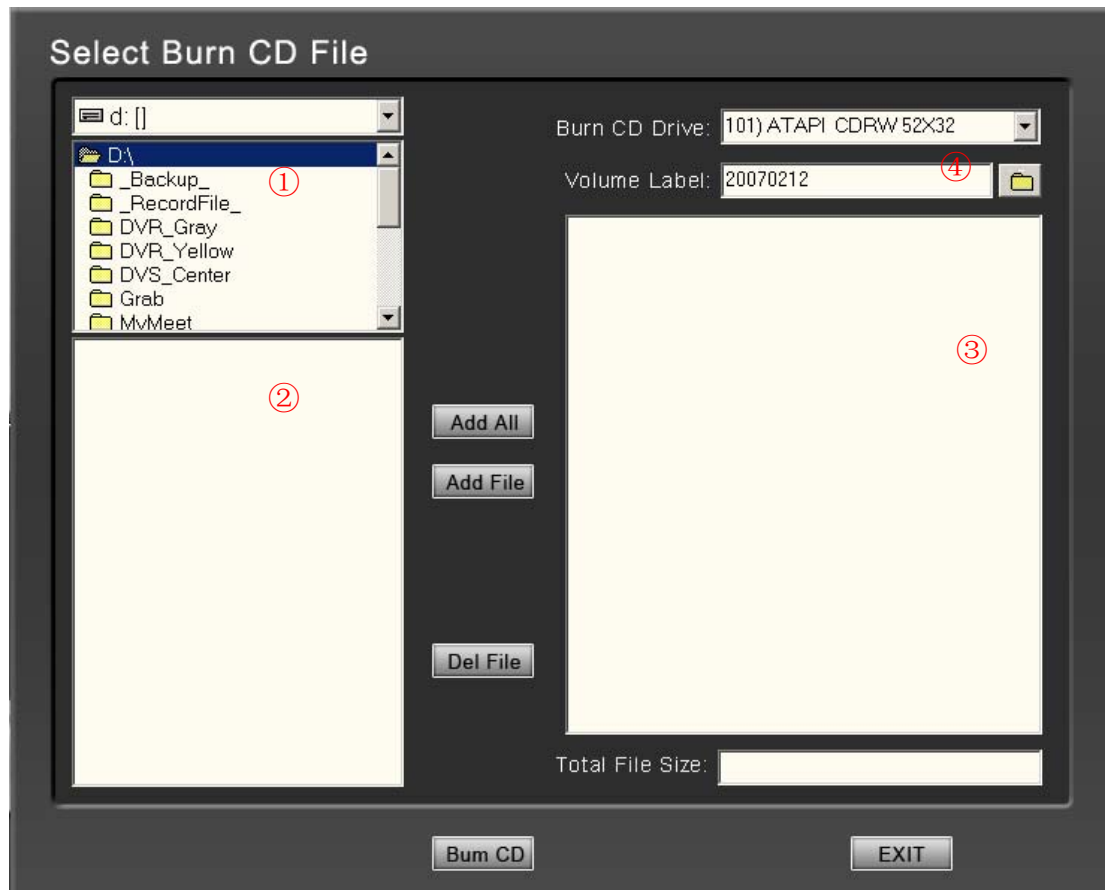 Select Burn CD File
d: []
D:\
_Backup_
①
_RecordFile_
DVR_Gray
DVR_Yellow
DVS_Center
Grab
MyMeet
②
Add All
Add File
Del File
Burn CD Drive: 101) ATAPI CDRW 52X32
④
Volume Label: 20070212
③
Total File Size:
Bum CD
EXIT